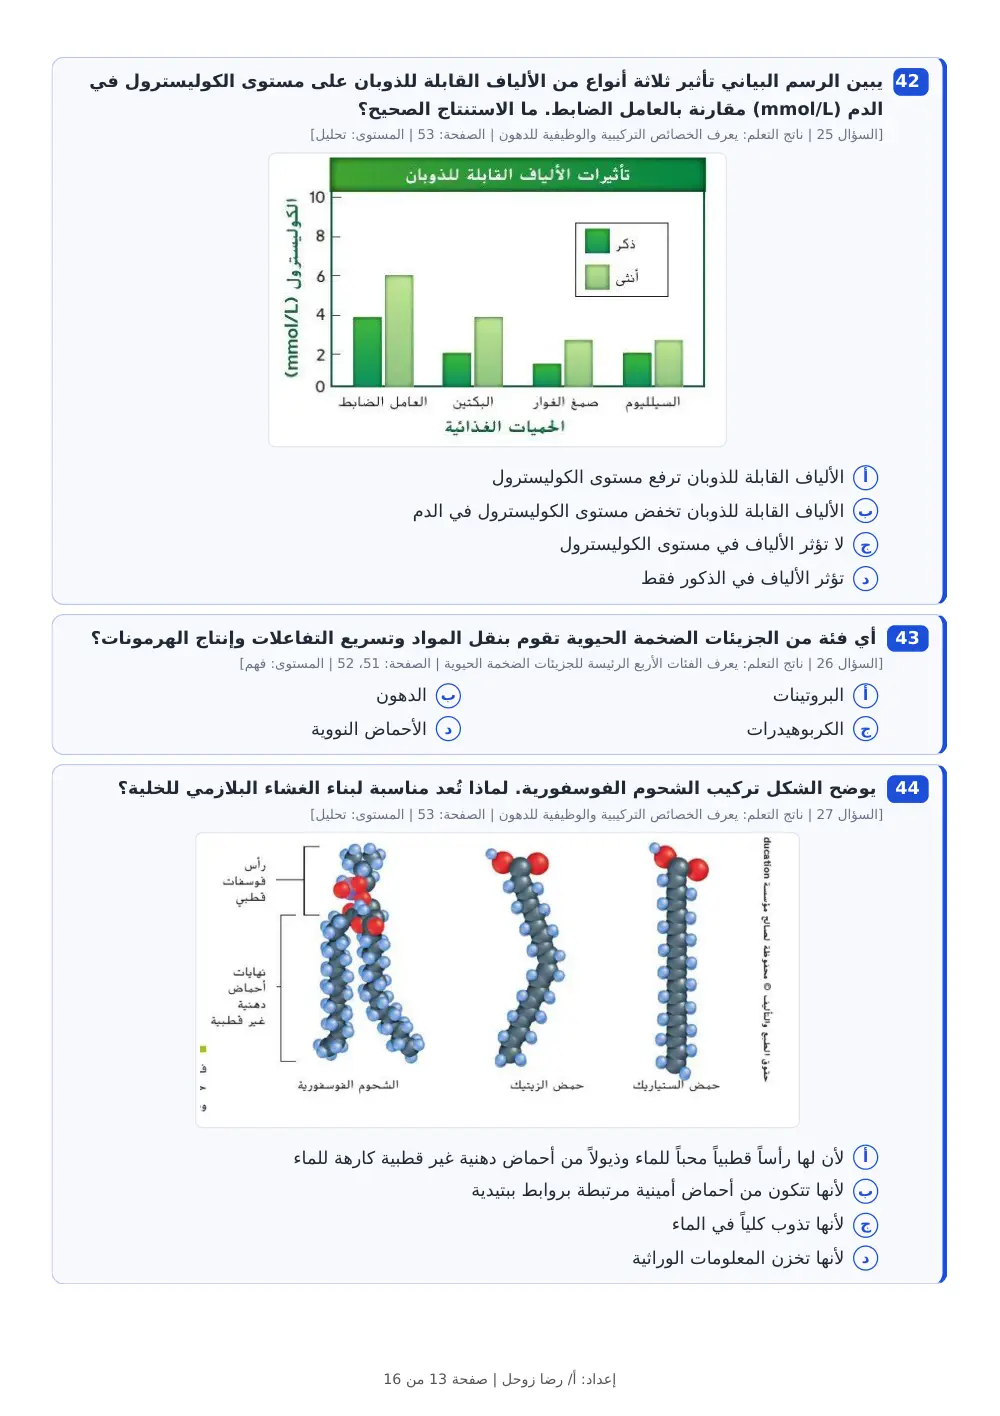 42 يبين الرسم البياني تأثير ثلاثة أنواع من الألياف القابلة للذوبان على مستوى الكوليسترول في
الدم (mmol/L) مقارنة بالعامل الضابط. ما الاستنتاج الصحيح؟
[السؤال 25 | ناتج التعلم: يعرف الخصائص التركيبية والوظيفية للدهون | الصفحة: 53 | المستوى: تحليل]
تأثيرات الألياف القابلة للذوبان
الكوليسترول (mmol/L)
10
8
6
4
2
0
ذكر
أنثى
العامل الضابط
البكتين
صمغ الغوار
السيلليوم
الحميات الغذائية
أ الألياف القابلة للذوبان ترفع مستوى الكوليسترول
ب الألياف القابلة للذوبان تخفض مستوى الكوليسترول في الدم
ج لا تؤثر الألياف في مستوى الكوليسترول
د تؤثر الألياف في الذكور فقط
43 أي فئة من الجزيئات الضخمة الحيوية تقوم بنقل المواد وتسريع التفاعلات وإنتاج الهرمونات؟
[السؤال 26 | ناتج التعلم: يعرف الفئات الأربع الرئيسة للجزيئات الضخمة الحيوية | الصفحة: 51، 52 | المستوى: فهم]
أ البروتينات
ب الدهون
ج الكربوهيدرات
د الأحماض النووية
44 يوضح الشكل تركيب الشحوم الفوسفورية. لماذا تُعد مناسبة لبناء الغشاء البلازمي للخلية؟
[السؤال 27 | ناتج التعلم: يعرف الخصائص التركيبية والوظيفية للدهون | الصفحة: 53 | المستوى: تحليل]
رأس
فوسفات
قطبي
نهايات
أحماض
دهنية
غير قطبية
الشحوم الفوسفورية
حمض الزيتيك
حمض الستياريك
حقوق الطبع والتأليف © محفوظة لصالح مؤسسة ducation
أ لأن لها رأساً قطبياً محباً للماء وذيولاً من أحماض دهنية غير قطبية كارهة للماء
ب لأنها تتكون من أحماض أمينية مرتبطة بروابط ببتيدية
ج لأنها تذوب كلياً في الماء
د لأنها تخزن المعلومات الوراثية
إعداد: أ/ رضا زوحل | صفحة 13 من 16